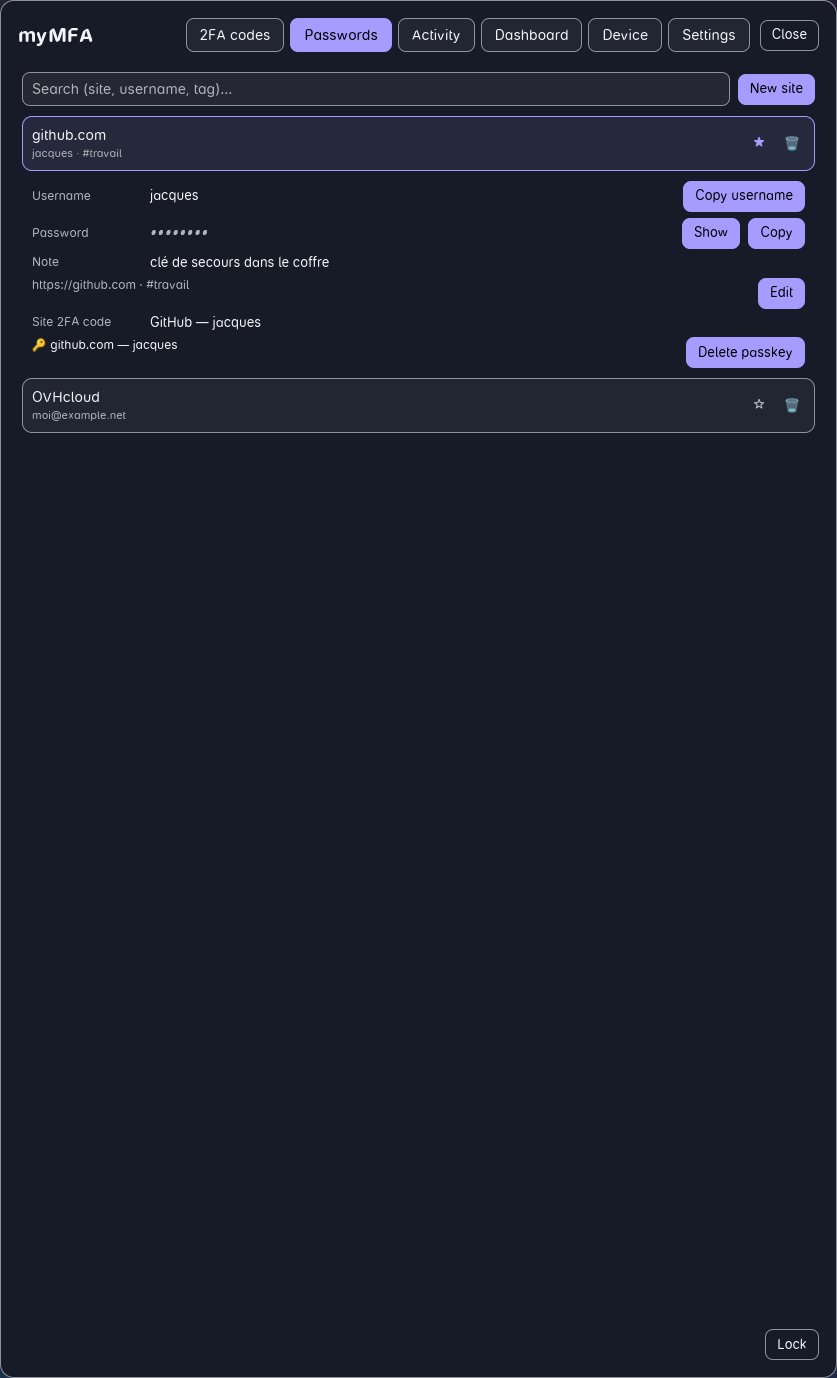 myMFA
2FA codes
Passwords
Activity
Dashboard
Device
Settings
Close
Search (site, username, tag)...
New site
github.com
jacques · #travail
Username
jacques
Copy username
Password
••••••••
Show
Copy
Note
clé de secours dans le coffre
https://github.com · #travail
Edit
Site 2FA code
GitHub — jacques
github.com — jacques
Delete passkey
OVHcloud
moi@example.net
Lock